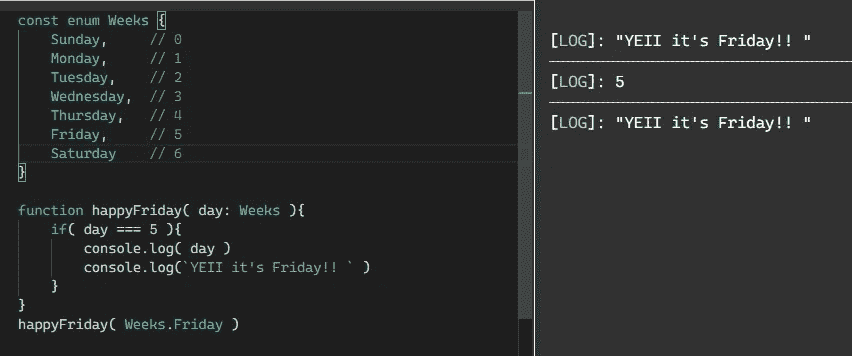 const enum Weeks {
    Sunday,     // 0
    Monday,     // 1
    Tuesday,    // 2
    Wednesday,  // 3
    Thursday,   // 4
    Friday,     // 5
    Saturday    // 6
}
function happyFriday( day: Weeks ){
    if( day === 5 ){
        console.log( day )
        console.log(`YEII it's Friday!! ` )
    }
}
happyFriday( Weeks.Friday )
[LOG]: "YEII it's Friday!! "
[LOG]: 5
[LOG]: "YEII it's Friday!! "